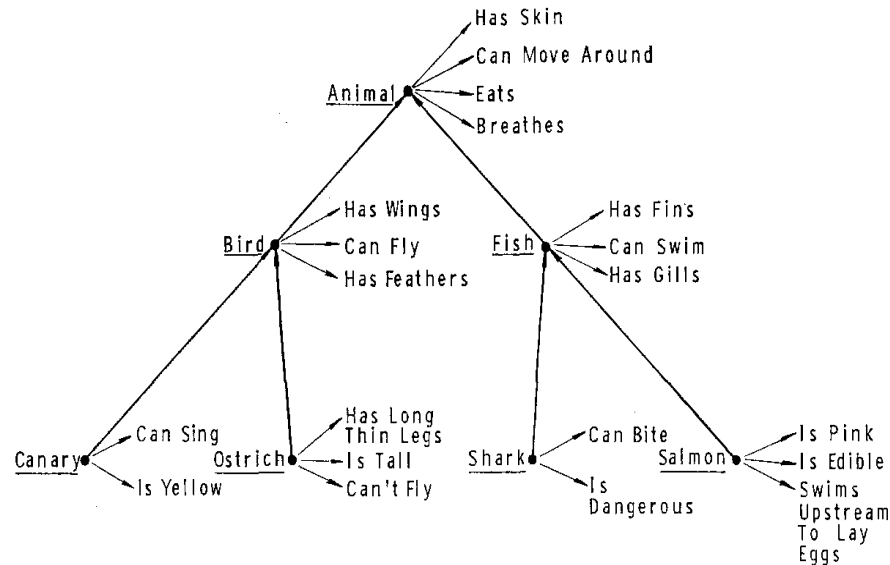 Has Skin
Can Move Around
Animal
Eats
Breathes
Has Wings
Bird
Can Fly
Has Feathers
Has Fins
Fish
Can Swim
Has Gills
Canary
Can Sing
Is Yellow
Ostrich
Has Long
Thin Legs
Is Tall
Can't Fly
Shark
Can Bite
Is
Dangerous
Salmon
Is Pink
Is Edible
Swims
Upstream
To Lay
Eggs